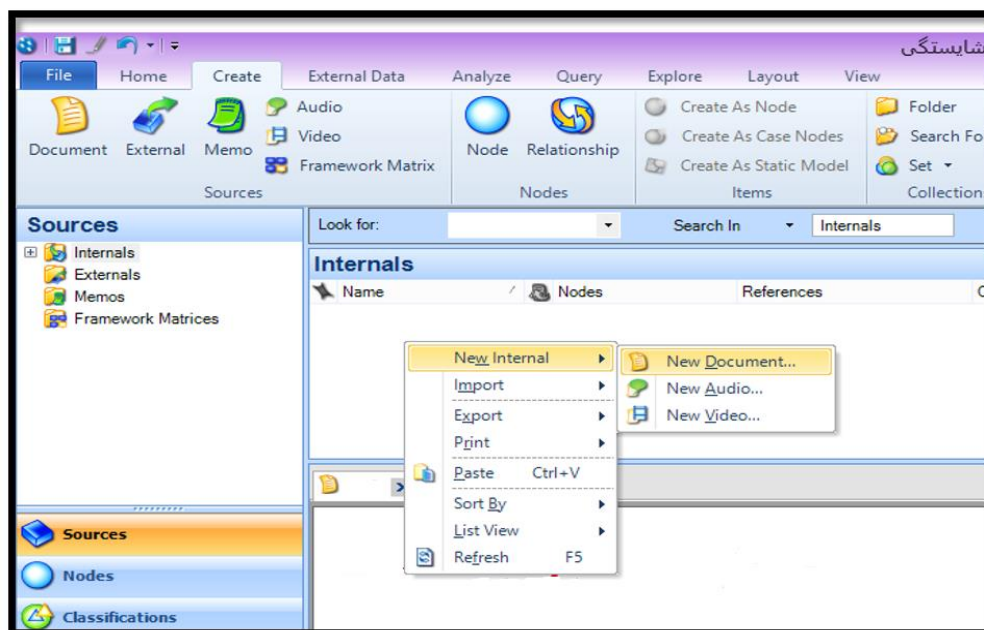 شایستگی
File Home Create External Data Analyze Query Explore Layout View
Document External Memo Audio Video Framework Matrix
Sources
Node Relationship
Nodes
Create As Node
Create As Case Nodes
Create As Static Model
Items
Folder
Search Fo
Set
Collection
Sources
Internals
Externals
Memos
Framework Matrices
Look for: Search In Internals
Internals
Name Nodes References
New Internal
Import
Export
Print
Paste Ctrl+V
Sort By
List View
Refresh F5
New Document...
New Audio...
New Video...
Sources
Nodes
Classifications